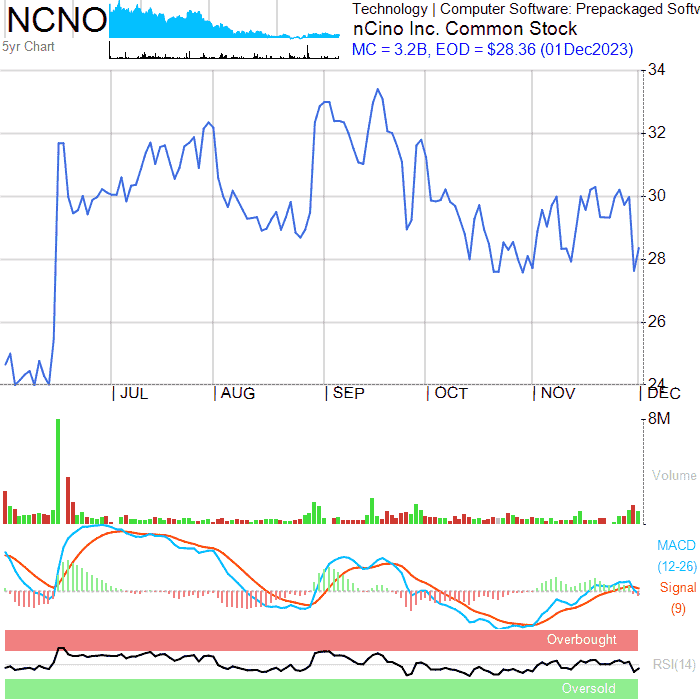 NCNO
Technology | Computer Software: Prepackaged Softw
nCino Inc. Common Stock
5yr Chart
MC = 3.2B, EOD = $28.36 (01Dec2023)
34
32
30
28
26
24
JUL AUG SEP OCT NOV DEC
8M
Volume
MACD
(12-26)
Signal
(9)
Overbought
RSI(14)
Oversold